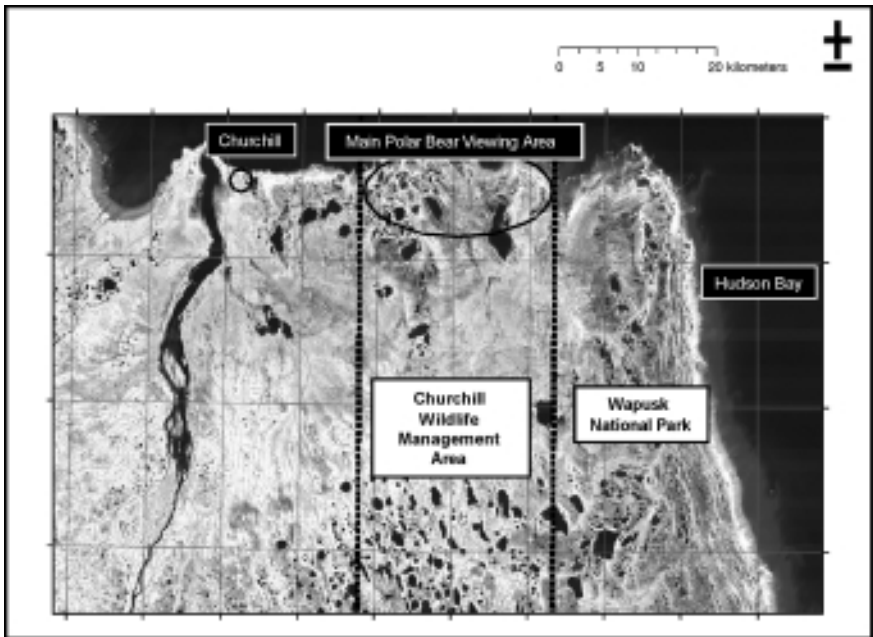 0 5 10 20 kilometers
Churchill
Main Polar Bear Viewing Area
Hudson Bay
Churchill
Wildlife
Management
Area
Wapusk
National Park